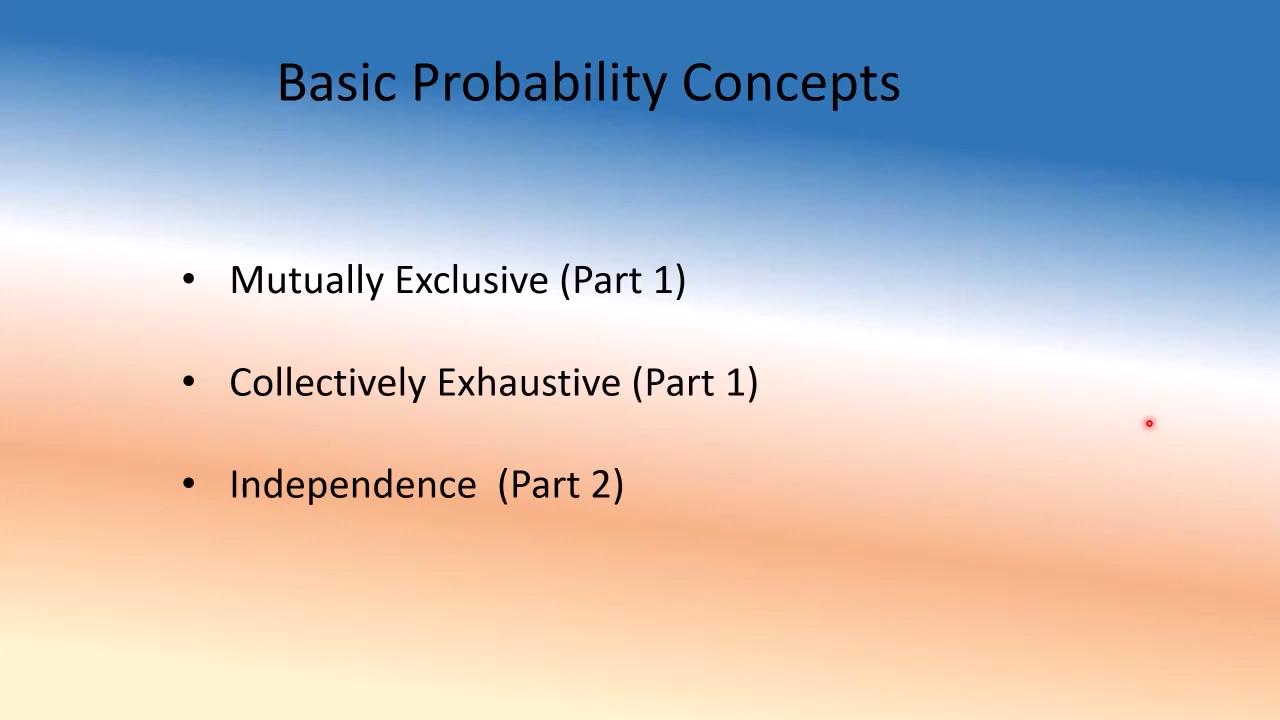 Basic Probability Concepts
• Mutually Exclusive (Part 1)
• Collectively Exhaustive (Part 1)
• Independence  (Part 2)